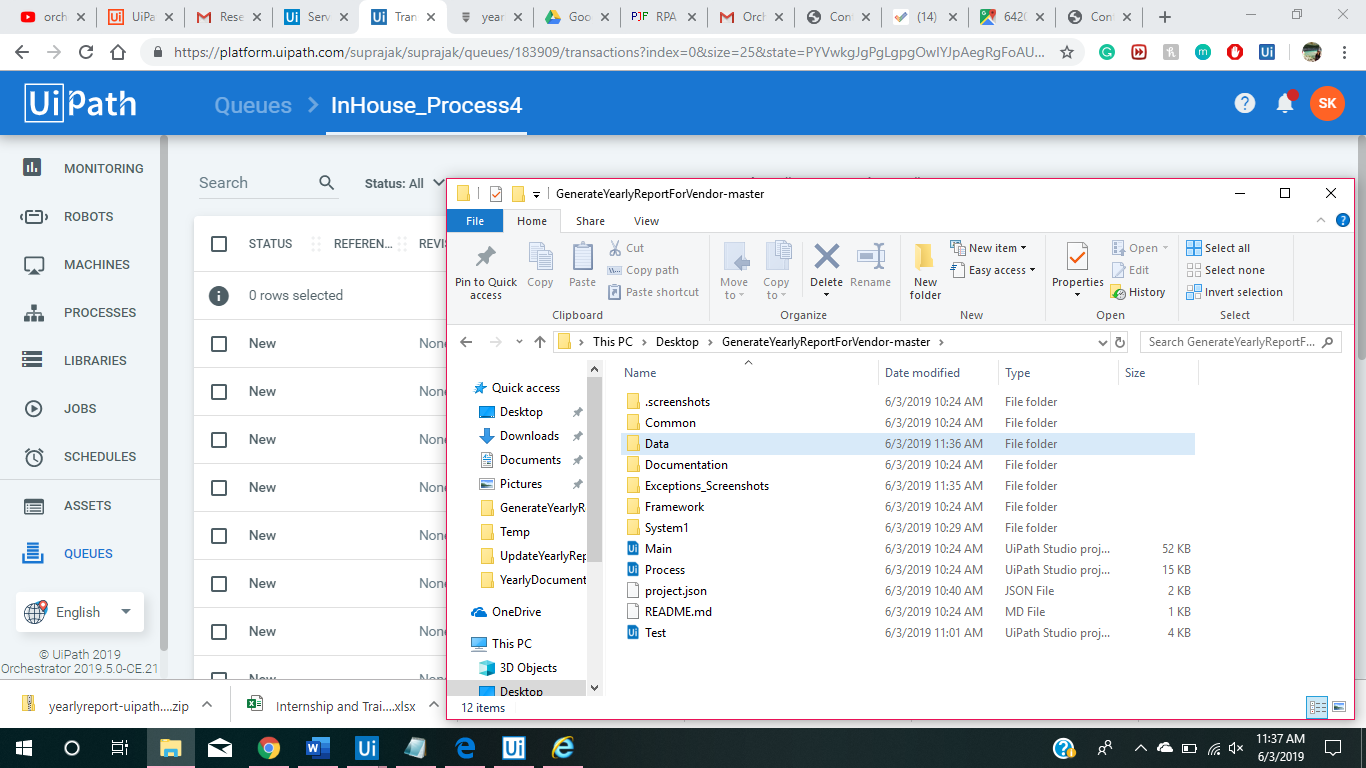 orch
UiPa
Rese
Serv
Tran
year
Goo
RPA
Orch
Con
(14)
6420
Con
https://platform.uipath.com/suprajak/suprajak/queues/183909/transactions?index=0&size=25&state=PYVwkgJgPgLgpgOwIYJpAegRgFoAU...
UiPath
Queues > InHouse_Process4
SK
MONITORING
ROBOTS
MACHINES
PROCESSES
LIBRARIES
JOBS
SCHEDULES
ASSETS
QUEUES
English
© UiPath 2019
Orchestrator 2019.5.0-CE.21
Search
Status: All
STATUS REFEREN... REVI
0 rows selected
New None
New None
New None
New None
New None
New None
New None
New
GenerateYearlyReportForVendor-master
File Home Share View
Pin to Quick access
Copy
Paste
Cut
Copy path
Paste shortcut
Clipboard
Move to
Copy to
Delete
Rename
Organize
New folder
New item
Easy access
New
Properties
Open
Edit
History
Open
Select all
Select none
Invert selection
Select
This PC > Desktop > GenerateYearlyReportForVendor-master >
Search GenerateYearlyReportF...
Quick access
Desktop
Downloads
Documents
Pictures
GenerateYearlyR
Temp
UpdateYearlyRep
YearlyDocument
OneDrive
This PC
3D Objects
Desktop
Name Date modified Type Size
.screenshots 6/3/2019 10:24 AM File folder
Common 6/3/2019 10:24 AM File folder
Data 6/3/2019 11:36 AM File folder
Documentation 6/3/2019 10:24 AM File folder
Exceptions_Screenshots 6/3/2019 11:35 AM File folder
Framework 6/3/2019 10:24 AM File folder
System1 6/3/2019 10:29 AM File folder
Main 6/3/2019 10:24 AM UiPath Studio proj... 52 KB
Process 6/3/2019 10:24 AM UiPath Studio proj... 15 KB
project.json 6/3/2019 10:40 AM JSON File 2 KB
README.md 6/3/2019 10:24 AM MD File 1 KB
Test 6/3/2019 11:01 AM UiPath Studio proj... 4 KB
12 items
yearlyreport-uipath....zip
Internship and Trai....xlsx
11:37 AM
6/3/2019